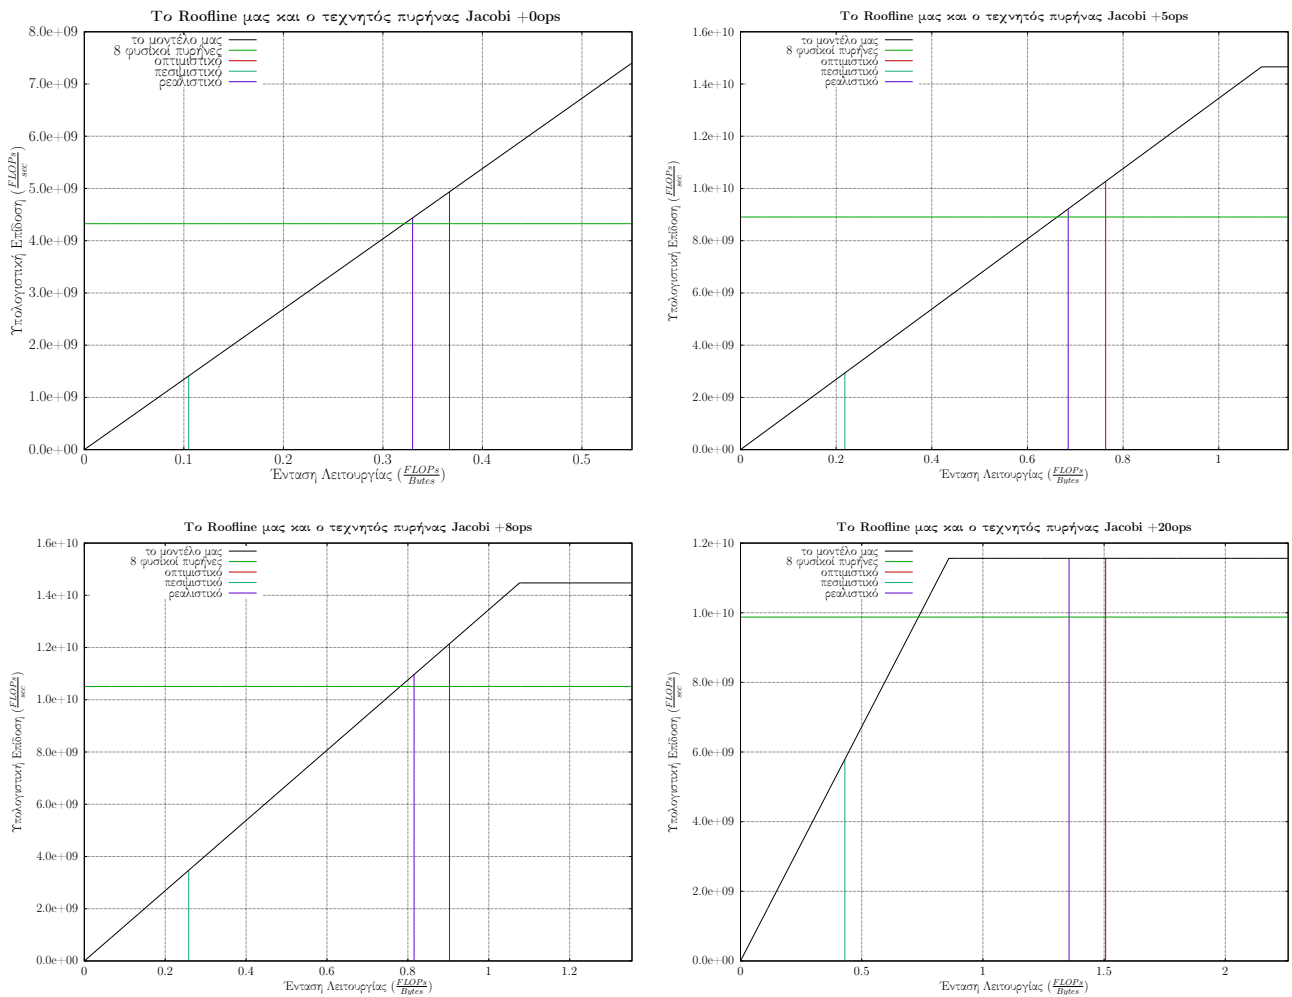 Το Roofline μας και ο τεχνητός πυρήνας Jacobi +0ops
8.0e+09
7.0e+09
6.0e+09
5.0e+09
4.0e+09
3.0e+09
2.0e+09
1.0e+09
0.0e+00
Υπολογιστική Επίδοση (FLOPs/sec)
το μοντέλο μας
8 φυσικοί πυρήνες
οπτιμιστικό
πεσιμιστικό
ρεαλιστικό
0 0.1 0.2 0.3 0.4 0.5
Ένταση Λειτουργίας (FLOPs/Bytes)
Το Roofline μας και ο τεχνητός πυρήνας Jacobi +5ops
1.6e+10
1.4e+10
1.2e+10
1.0e+10
8.0e+09
6.0e+09
4.0e+09
2.0e+09
0.0e+00
Υπολογιστική Επίδοση (FLOPs/sec)
το μοντέλο μας
8 φυσικοί πυρήνες
οπτιμιστικό
πεσιμιστικό
ρεαλιστικό
0 0.2 0.4 0.6 0.8 1
Ένταση Λειτουργίας (FLOPs/Bytes)
Το Roofline μας και ο τεχνητός πυρήνας Jacobi +8ops
1.6e+10
1.4e+10
1.2e+10
1.0e+10
8.0e+09
6.0e+09
4.0e+09
2.0e+09
0.0e+00
Υπολογιστική Επίδοση (FLOPs/sec)
το μοντέλο μας
8 φυσικοί πυρήνες
οπτιμιστικό
πεσιμιστικό
ρεαλιστικό
0 0.2 0.4 0.6 0.8 1 1.2
Ένταση Λειτουργίας (FLOPs/Bytes)
Το Roofline μας και ο τεχνητός πυρήνας Jacobi +20ops
1.2e+10
1.0e+10
8.0e+09
6.0e+09
4.0e+09
2.0e+09
0.0e+00
Υπολογιστική Επίδοση (FLOPs/sec)
το μοντέλο μας
8 φυσικοί πυρήνες
οπτιμιστικό
πεσιμιστικό
ρεαλιστικό
0 0.5 1 1.5 2
Ένταση Λειτουργίας (FLOPs/Bytes)